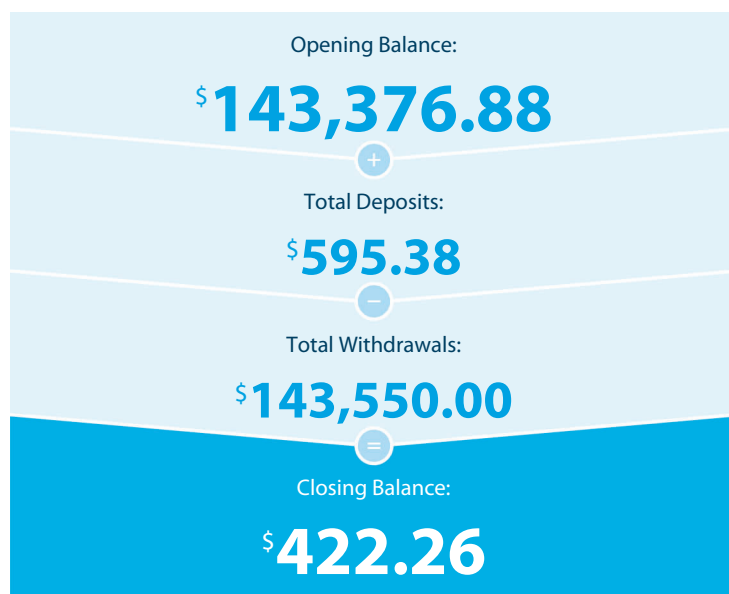 Opening Balance:
$143,376.88
+
Total Deposits:
$595.38
−
Total Withdrawals:
$143,550.00
=
Closing Balance:
$422.26